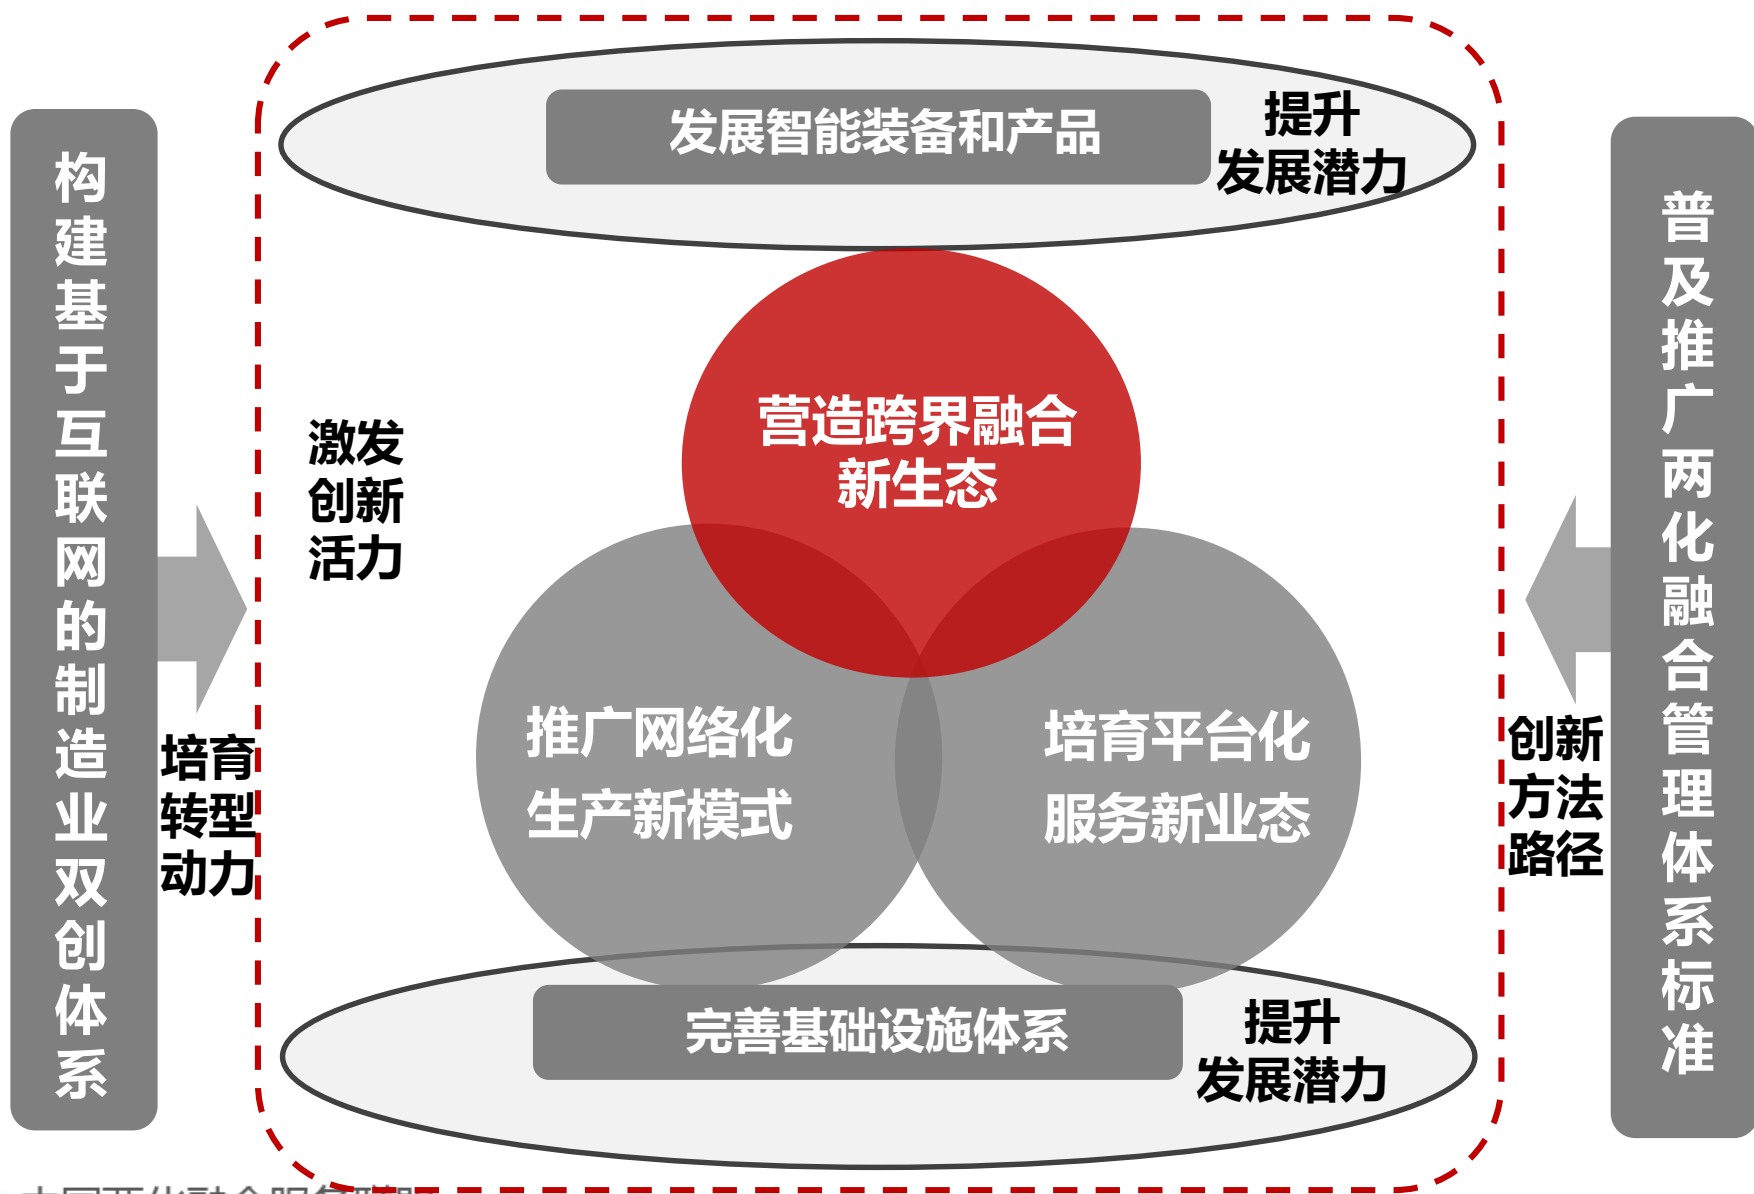 构建基于互联网的制造业双创体系
培育
转型
动力
激发
创新
活力
发展智能装备和产品
提升
发展潜力
营造跨界融合
新生态
推广网络化
生产新模式
培育平台化
服务新业态
完善基础设施体系
提升
发展潜力
创新
方法
路径
普及推广两化融合管理体系标准